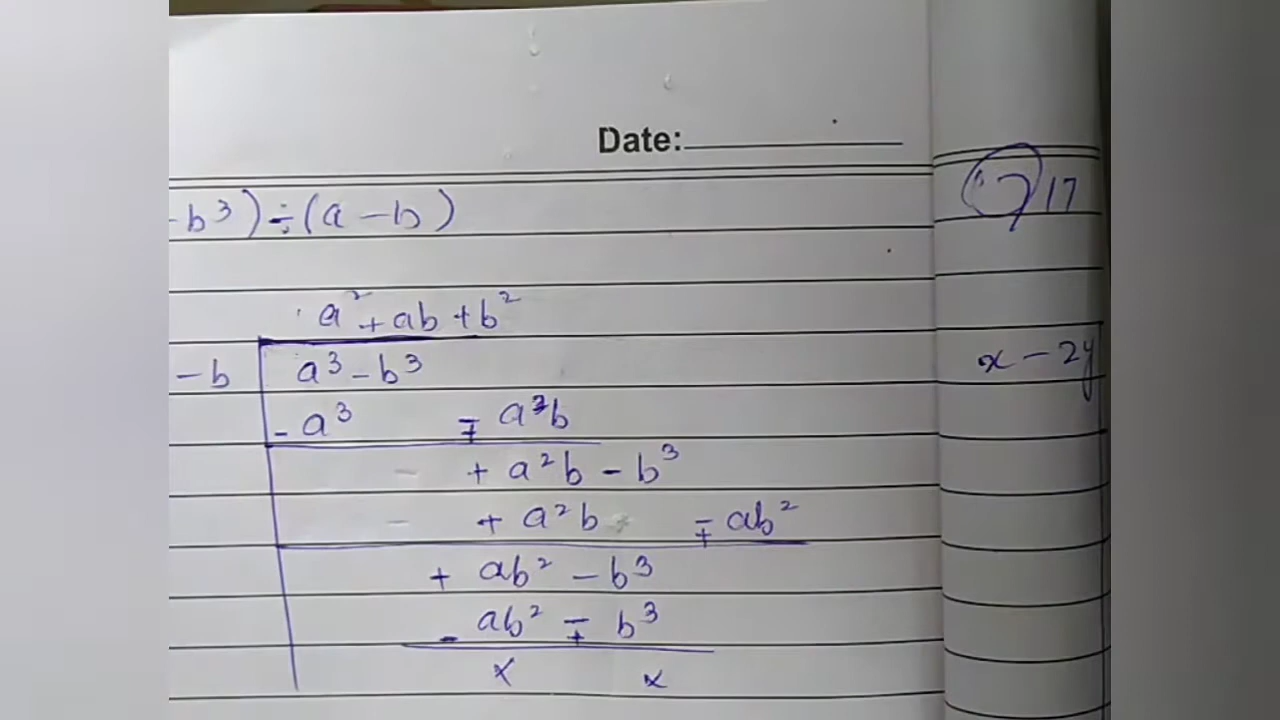 Date:
-b³) ÷ (a - b)
a² + ab + b²
- b a³ - b³
- a³ ∓ a²b
+ a²b - b³
+ a²b ∓ ab²
+ ab² - b³
- ab² ∓ b³
x x
17
x - 2y